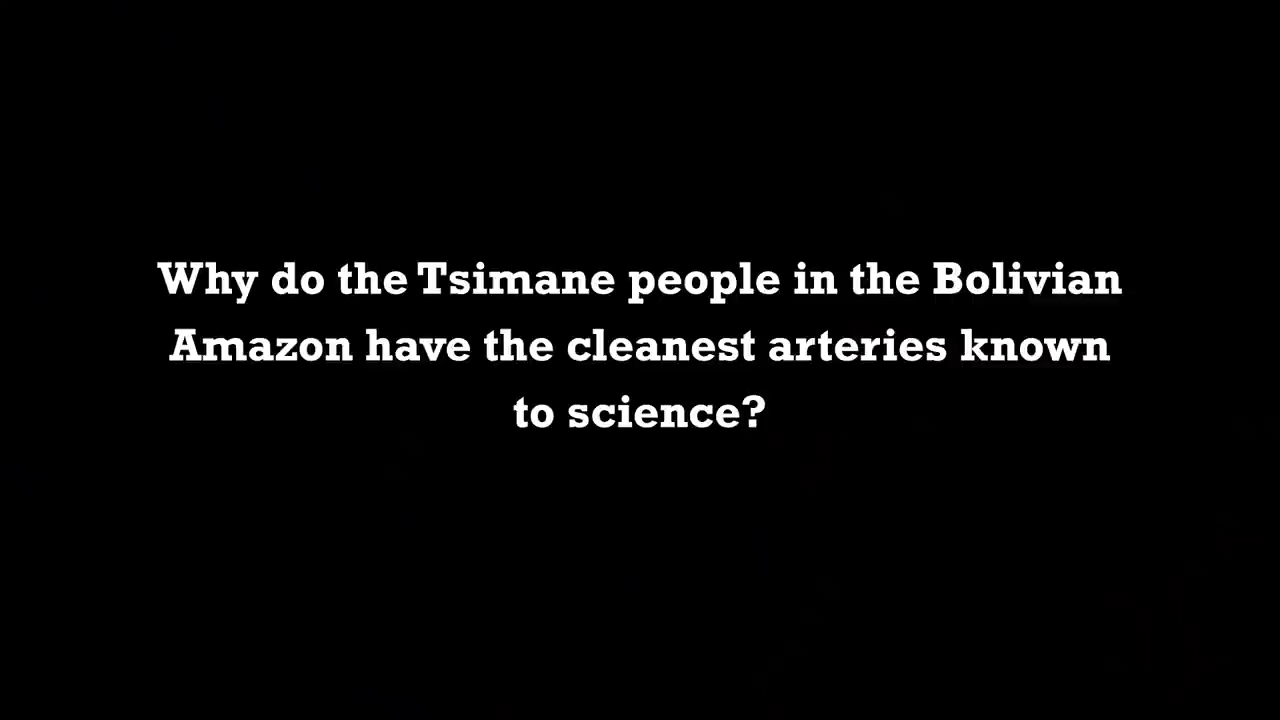 Why do the Tsimane people in the Bolivian
Amazon have the cleanest arteries known
to science?